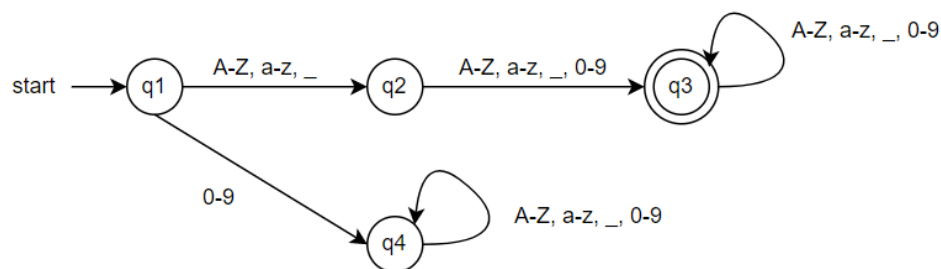 A-Z, a-z, _, 0-9
A-Z, a-z, _
A-Z, a-z, _, 0-9
start
q1
q2
q3
0-9
A-Z, a-z, _, 0-9
q4